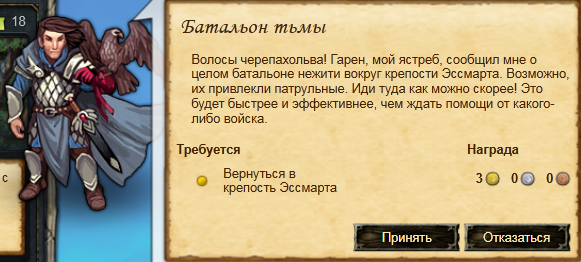 18
Батальон тьмы
Волосы черепахольва! Гарен, мой ястреб, сообщил мне о
целом батальоне нежити вокруг крепости Эссмарта. Возможно,
их привлекли патрульные. Иди туда как можно скорее! Это
будет быстрее и эффективнее, чем ждать помощи от какого-
либо войска.
Требуется
Награда
с
Вернуться в
крепость Эссмарта
3 0 0
Принять
Отказаться